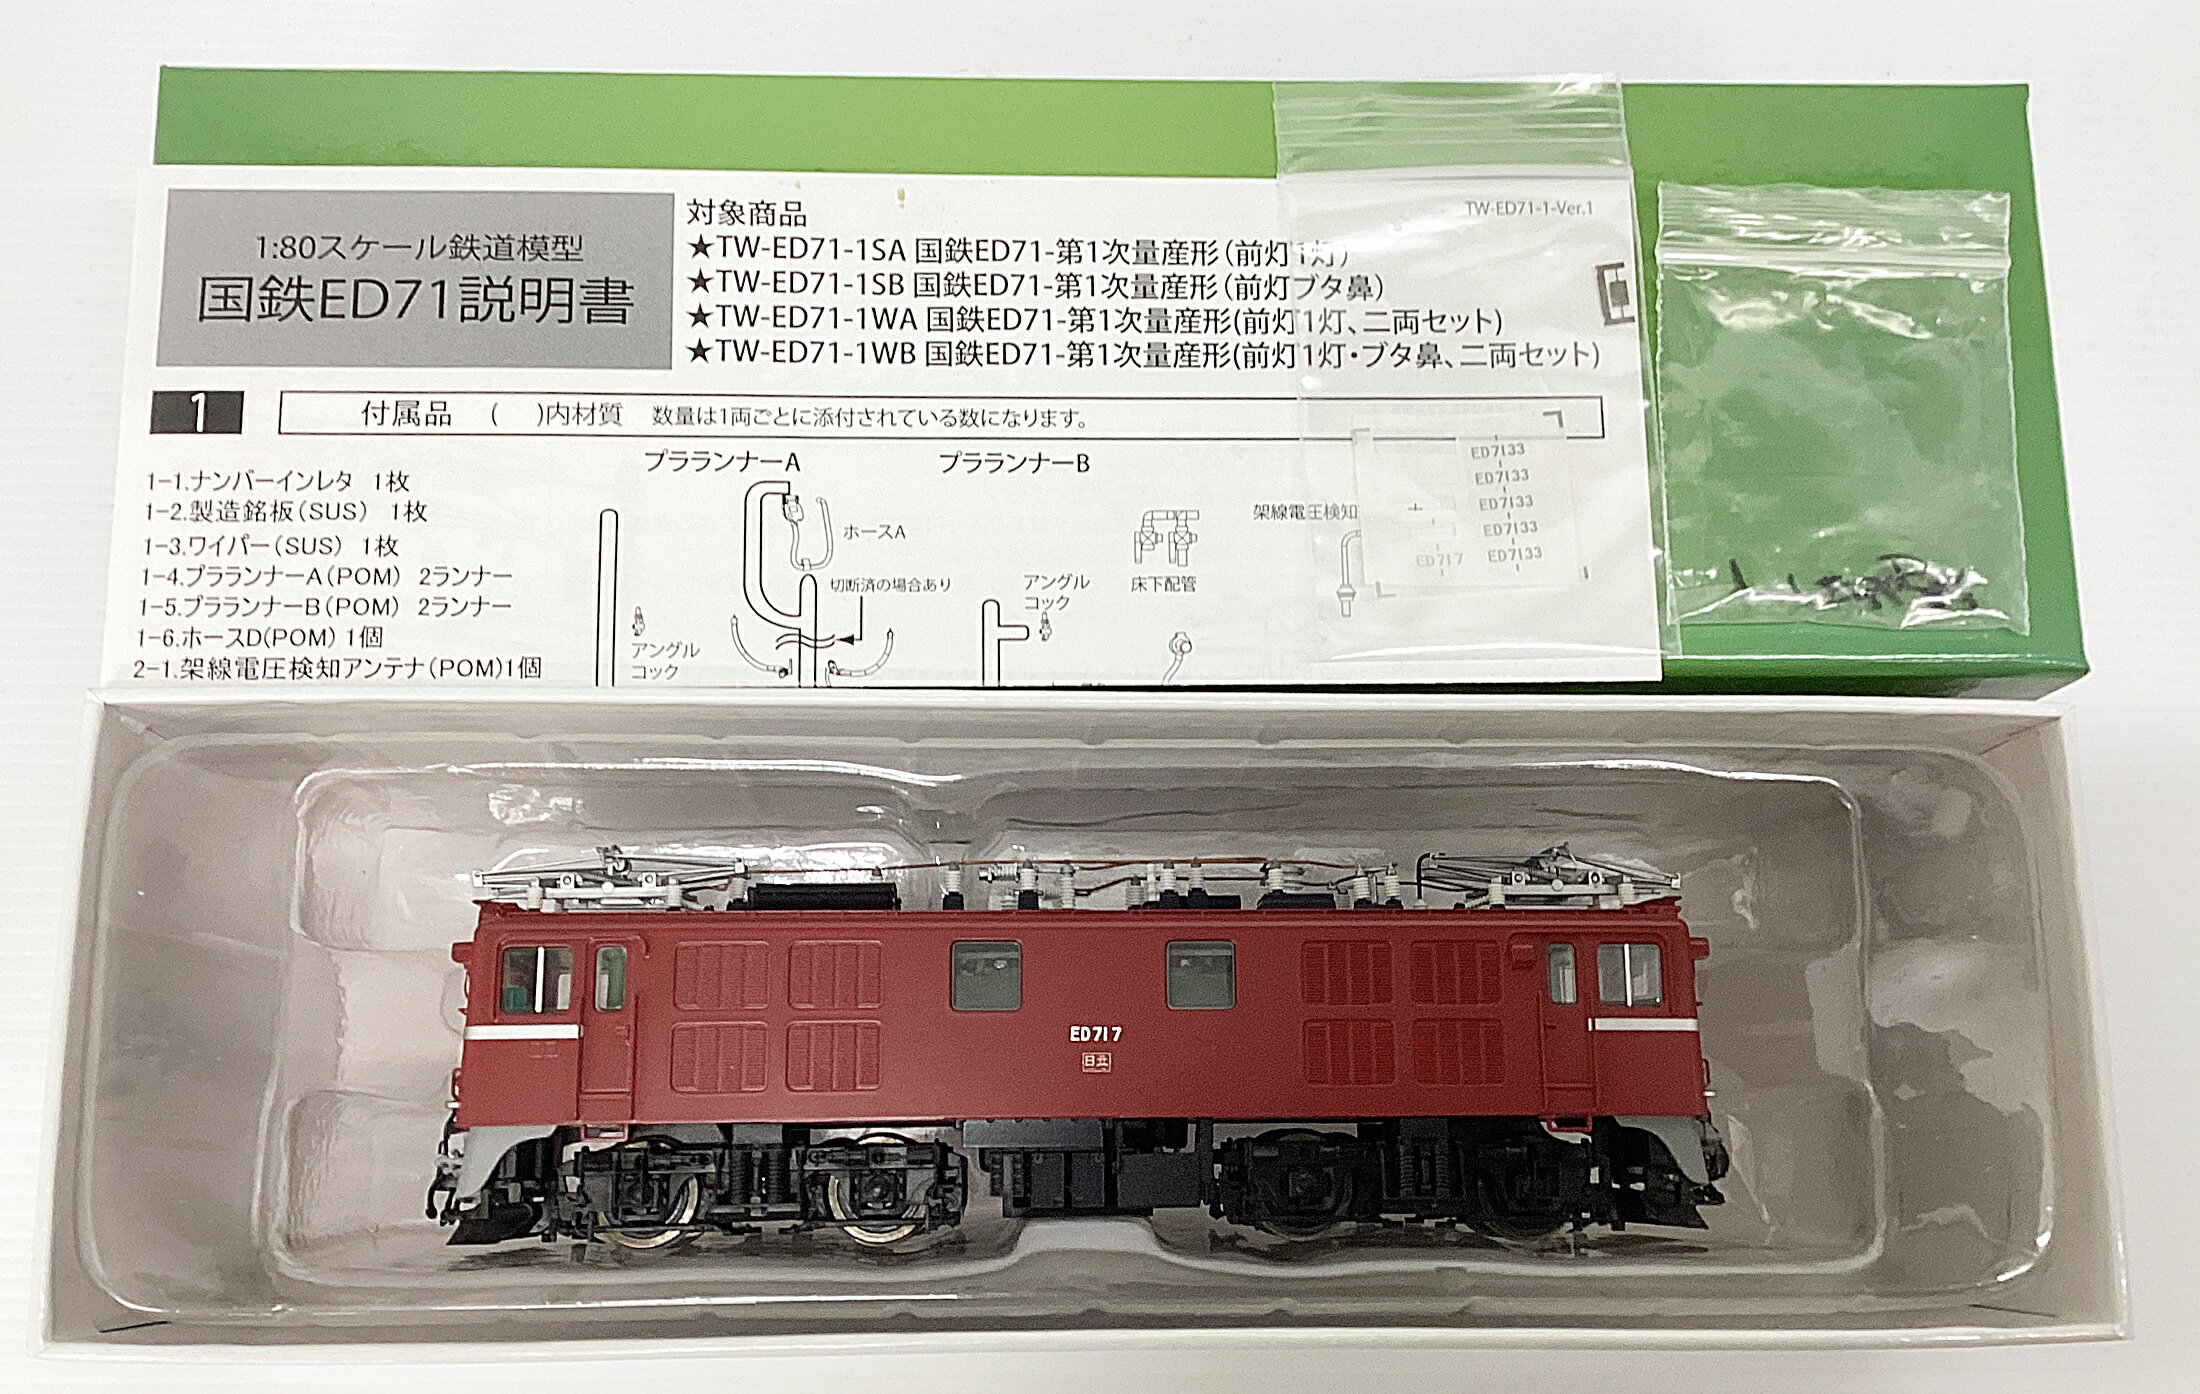 TW-ED71-1-Ver.1
1:80スケール鉄道模型
国鉄ED71説明書
対象商品
★TW-ED71-1SA 国鉄ED71-第1次量産形(前灯1灯)
★TW-ED71-1SB 国鉄ED71-第1次量産形(前灯ブタ鼻)
★TW-ED71-1WA 国鉄ED71-第1次量産形(前灯1灯、二両セット)
★TW-ED71-1WB 国鉄ED71-第1次量産形(前灯1灯・ブタ鼻、二両セット)
1
付属品 ( )内材質 数量は1両ごとに添付されている数になります。
1-1.ナンバーインレタ 1枚
1-2.製造銘板(SUS) 1枚
1-3.ワイパー(SUS) 1枚
1-4.プラランナーA(POM) 2ランナー
1-5.プラランナーB(POM) 2ランナー
1-6.ホースD(POM) 1個
2-1.架線電圧検知アンテナ(POM)1個
プラランナーA
ホースA
切断済の場合あり
アングル
コック
プラランナーB
アングル
コック
床下配管
架線電圧検知
ED7133
ED7133
ED7133
ED7133
ED717 ED7133
ED717
日立